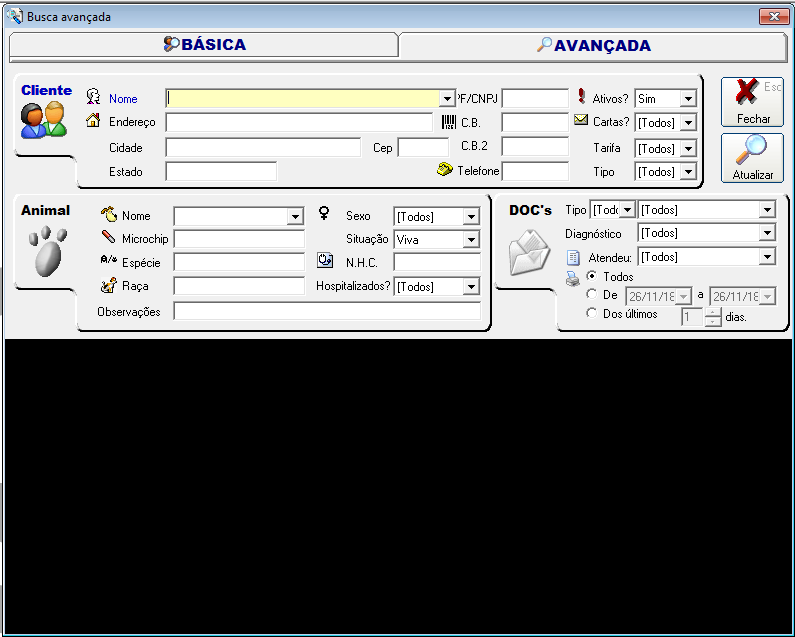 Busca avançada
BÁSICA
AVANÇADA
Cliente
Nome
F/CNPJ
Ativos?
Sim
Esc
Fechar
Endereço
C.B.
Cartas?
[Todos]
Cidade
Cep
C.B.2
Tarifa
[Todos]
Estado
Telefone
Tipo
[Todos]
Atualizar
Animal
Nome
Sexo
[Todos]
Microchip
Situação
Viva
A/*
Espécie
N.H.C.
Raça
Hospitalizados?
[Todos]
Observações
DOC's
Tipo
[Todo
[Todos]
Diagnóstico
[Todos]
Atendeu:
[Todos]
Todos
De
26/11/18
a
26/11/18
Dos últimos
1
dias.